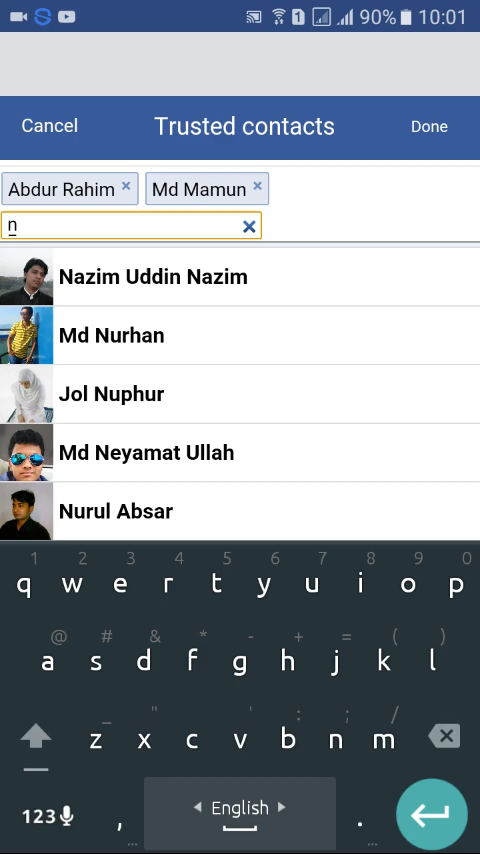 90% 10:01
Cancel Trusted contacts Done
Abdur Rahim × Md Mamun ×
n ×
Nazim Uddin Nazim
Md Nurhan
Jol Nuphur
Md Neyamat Ullah
Nurul Absar
1 2 3 4 5 6 7 8 9 0
q w e r t y u i o p
@ # & * - + = ( )
a s d f g h j k l
_ " ' : ; /
z x c v b n m
123 , English .